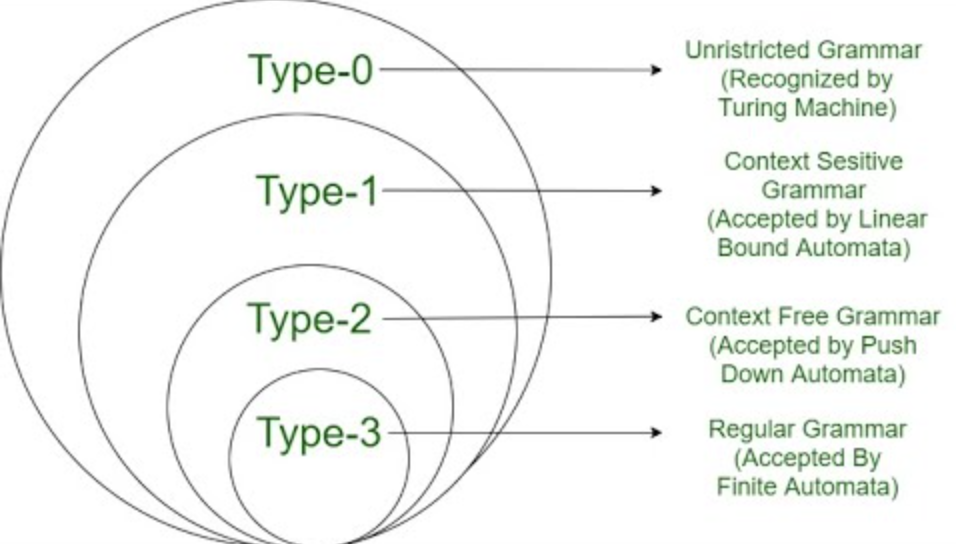 Type-0
Unristricted Grammar
(Recognized by
Turing Machine)
Type-1
Context Sesitive
Grammar
(Accepted by Linear
Bound Automata)
Type-2
Context Free Grammar
(Accepted by Push
Down Automata)
Type-3
Regular Grammar
(Accepted By
Finite Automata)